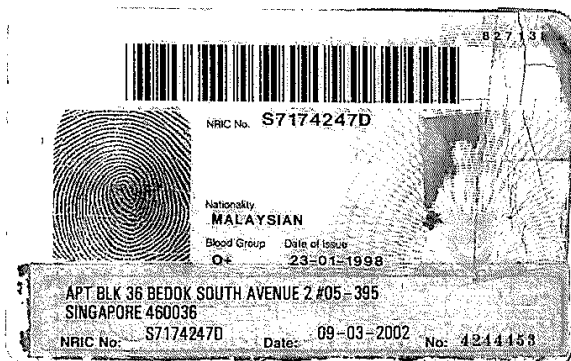 NRIC No. S7174247D
Nationality
MALAYSIAN
Blood Group Date of Issue
O+ 23-01-1998
APT BLK 36 BEDOK SOUTH AVENUE 2 #05-395
SINGAPORE 460036
NRIC No: S7174247D Date: 09-03-2002 No: 4244453